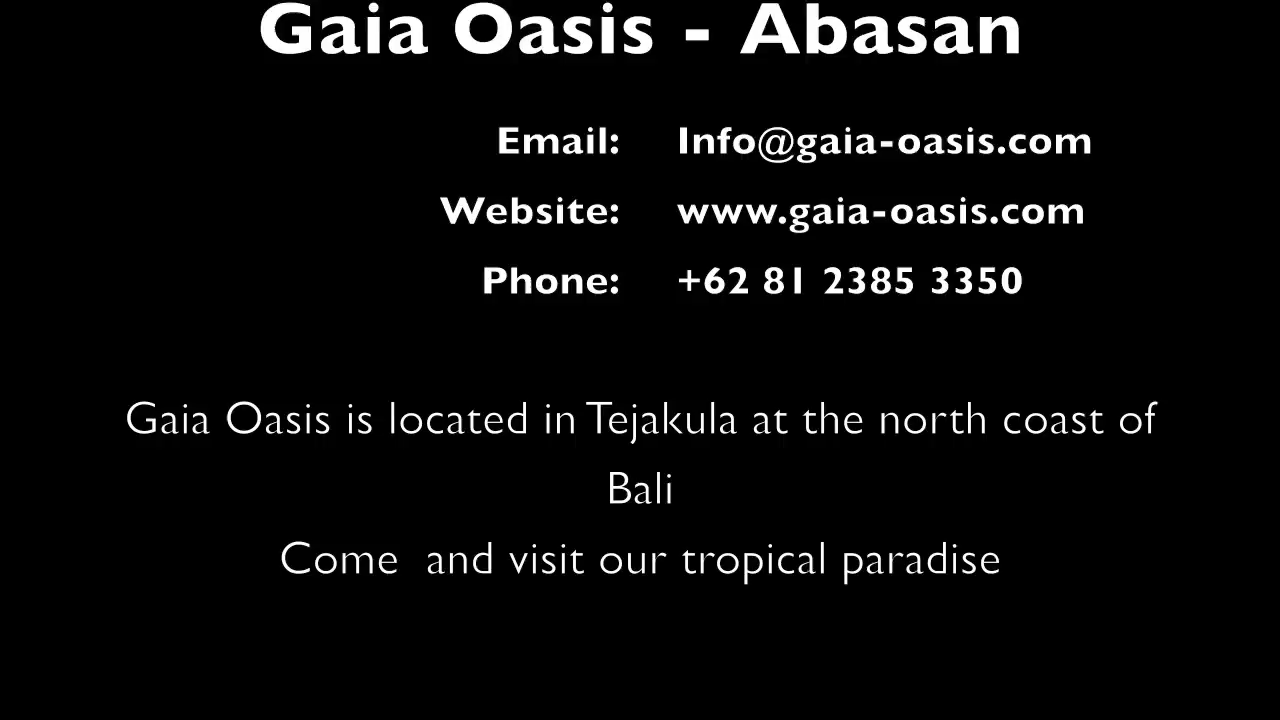 Gaia Oasis - Abasan
Email: Info@gaia-oasis.com
Website: www.gaia-oasis.com
Phone: +62 81 2385 3350
Gaia Oasis is located in Tejakula at the north coast of
Bali
Come  and visit our tropical paradise